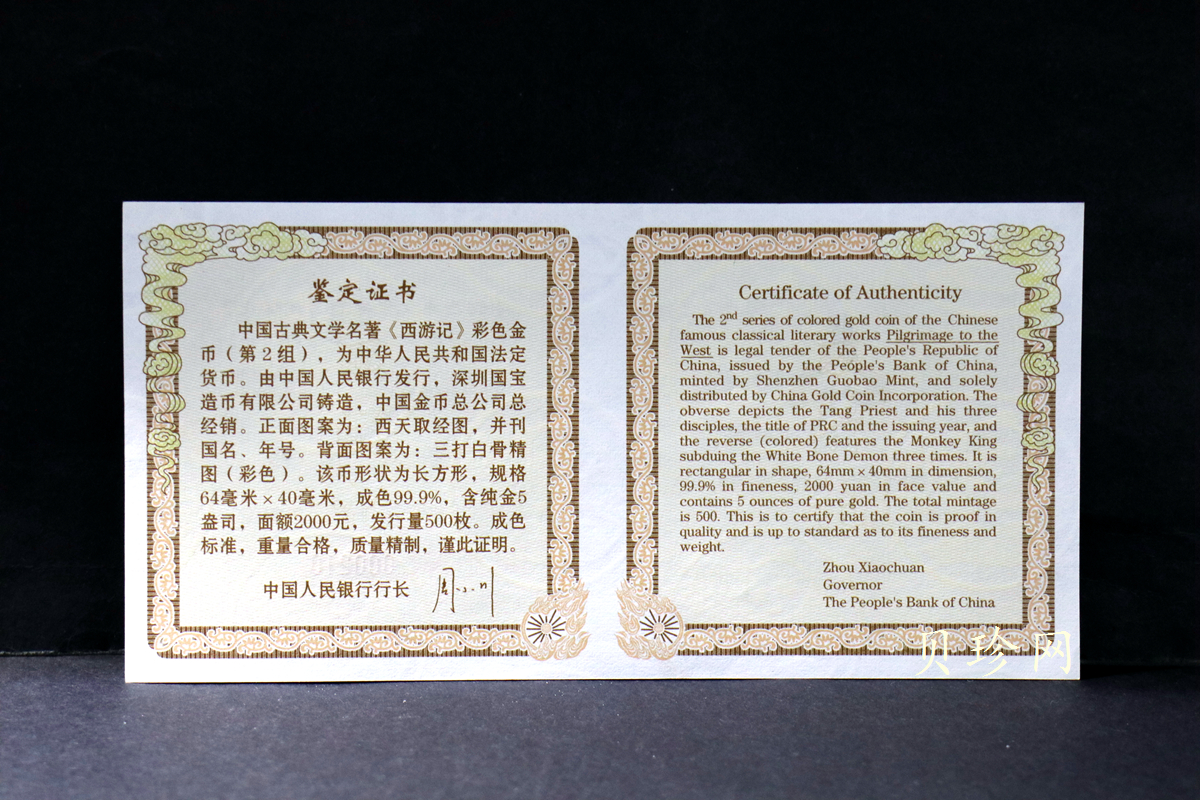 鉴定证书
中国古典文学名著《西游记》彩色金
币（第2组），为中华人民共和国法定
货币。由中国人民银行发行，深圳国宝
造币有限公司铸造，中国金币总公司总
经销。正面图案为：西天取经图，并刊
国名、年号。背面图案为：三打白骨精
图（彩色）。该币形状为长方形，规格
64毫米×40毫米，成色99.9%，含纯金5
盎司，面额2000元，发行量500枚。成色
标准，重量合格，质量精制，谨此证明。
中国人民银行行长 周小川
Certificate of Authenticity
The 2nd series of colored gold coin of the Chinese
famous classical literary works Pilgrimage to the
West is legal tender of the People's Republic of
China, issued by the People's Bank of China,
minted by Shenzhen Guobao Mint, and solely
distributed by China Gold Coin Incorporation. The
obverse depicts the Tang Priest and his three
disciples, the title of PRC and the issuing year, and
the reverse (colored) features the Monkey King
subduing the White Bone Demon three times. It is
rectangular in shape, 64mm×40mm in dimension,
99.9% in fineness, 2000 yuan in face value and
contains 5 ounces of pure gold. The total mintage
is 500. This is to certify that the coin is proof in
quality and is up to standard as to its fineness and
weight.
Zhou Xiaochuan
Governor
The People's Bank of China
贝珍网